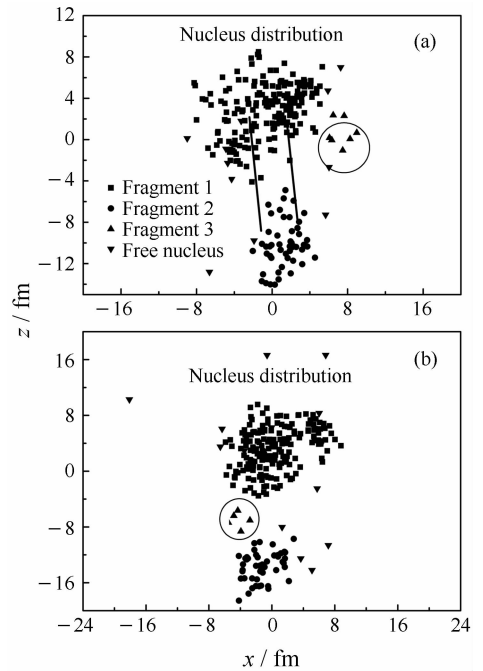 12
8
4
0
−4
−8
−12
Nucleus distribution
(a)
Fragment 1
Fragment 2
Fragment 3
Free nucleus
−16
−8
0
8
16
z / fm
16
8
0
−8
−16
Nucleus distribution
(b)
−24
−16
−8
0
8
16
24
x / fm